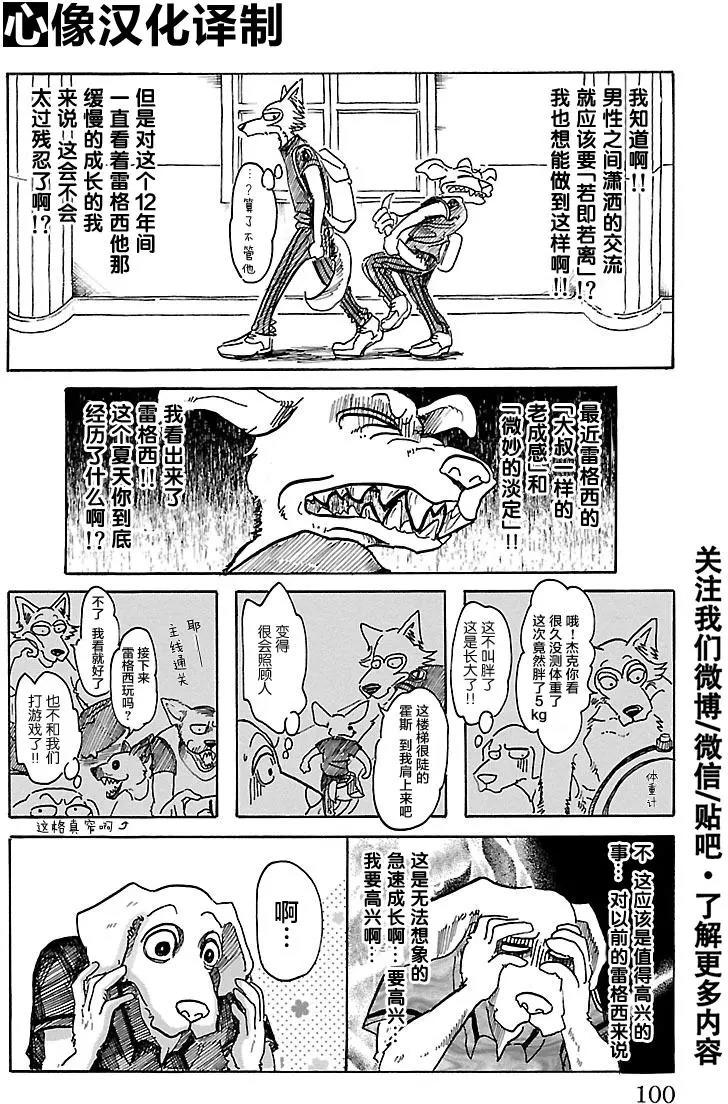 心像汉化译制
我知道啊!!
男性之间潇洒的交流
就应该要「若即若离」!?
我也想能做到这样啊!!
…?算了不管他
但是对这个12年间
一直看着雷格西他那
缓慢的成长的我
来说!!这会不会
太过残忍了啊!?
最近雷格西的
「大叔一样的
老成感」和
「微妙的淡定」!!
我看出来了
雷格西!!
这个夏天你到底
经历了什么啊!?
哦！杰克你看
很久没测体重了
这次竟然胖了5kg
体重计
这不叫胖了
这是长大了!!
这楼梯很陡的
霍斯 到我肩上来吧
变得
很会照顾人
耶——
主线通关
接下来
雷格西玩吗?
不了 我看就好了
也不和我们
打游戏了!!
这格真窄啊
不 这应该是值得高兴的
事… 对以前的雷格西来说
这是无法想象的
急速成长啊… 要高兴…
我要高兴啊…
啊…
关注我们微博/微信/贴吧·了解更多内容
100